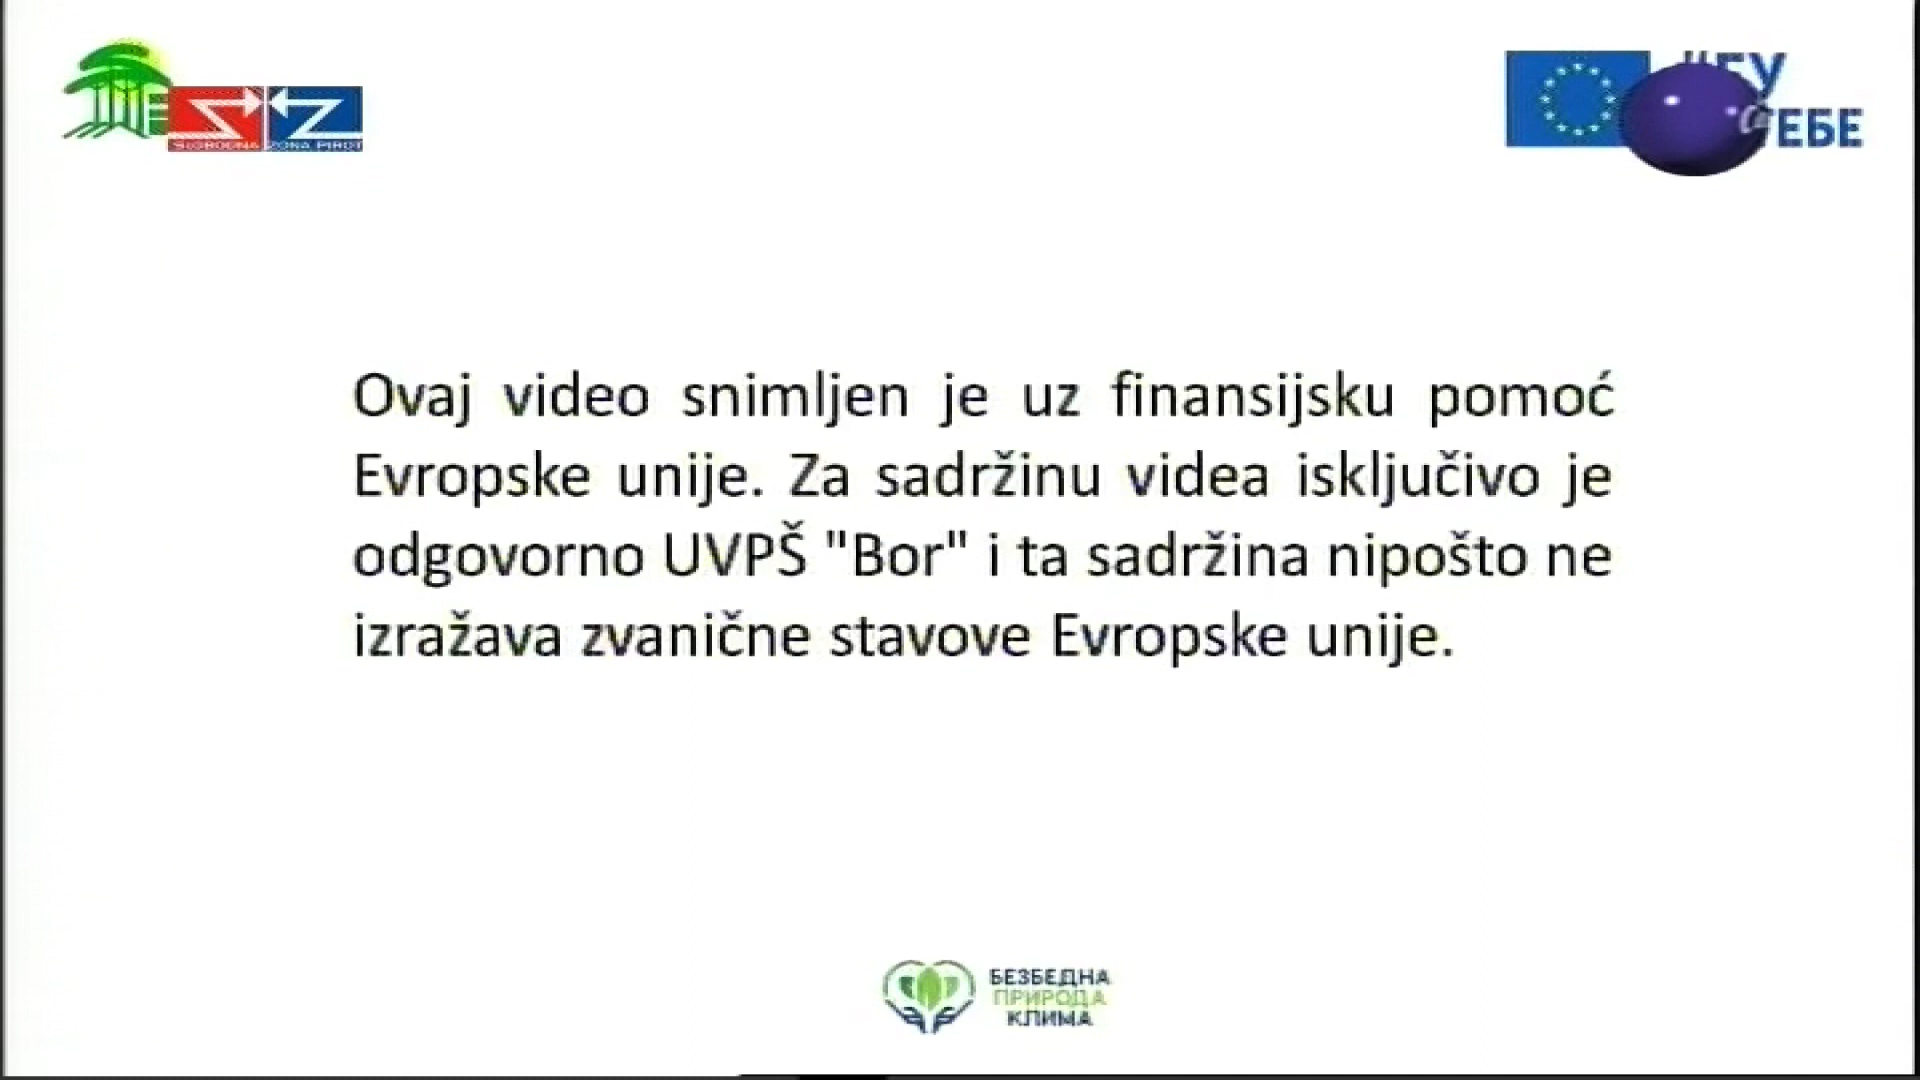 SLOBODNA ZONA PIROT
Ovaj video snimljen je uz finansijsku pomoć
Evropske unije. Za sadržinu videa isključivo je
odgovorno UVPŠ "Bor" i ta sadržina nipošto ne
izražava zvanične stavove Evropske unije.
БЕЗБЕДНА
ПРИРОДА
КЛИМА